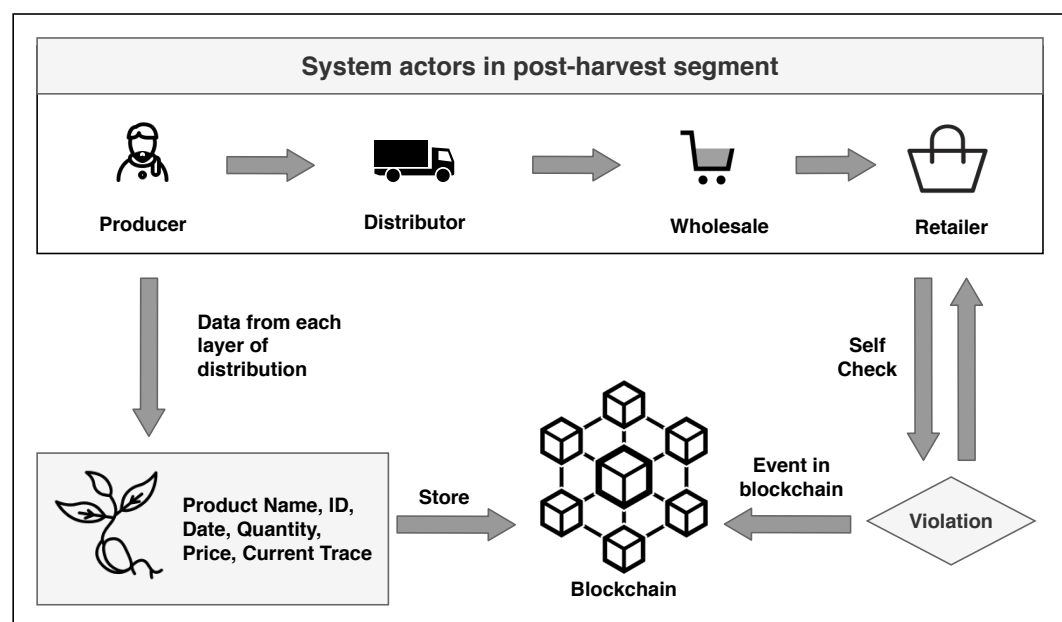 System actors in post-harvest segment
Producer
Distributor
Wholesale
Retailer
Data from each
layer of
distribution
Self
Check
Product Name, ID,
Date, Quantity,
Price, Current Trace
Store
Event in
blockchain
Violation
Blockchain